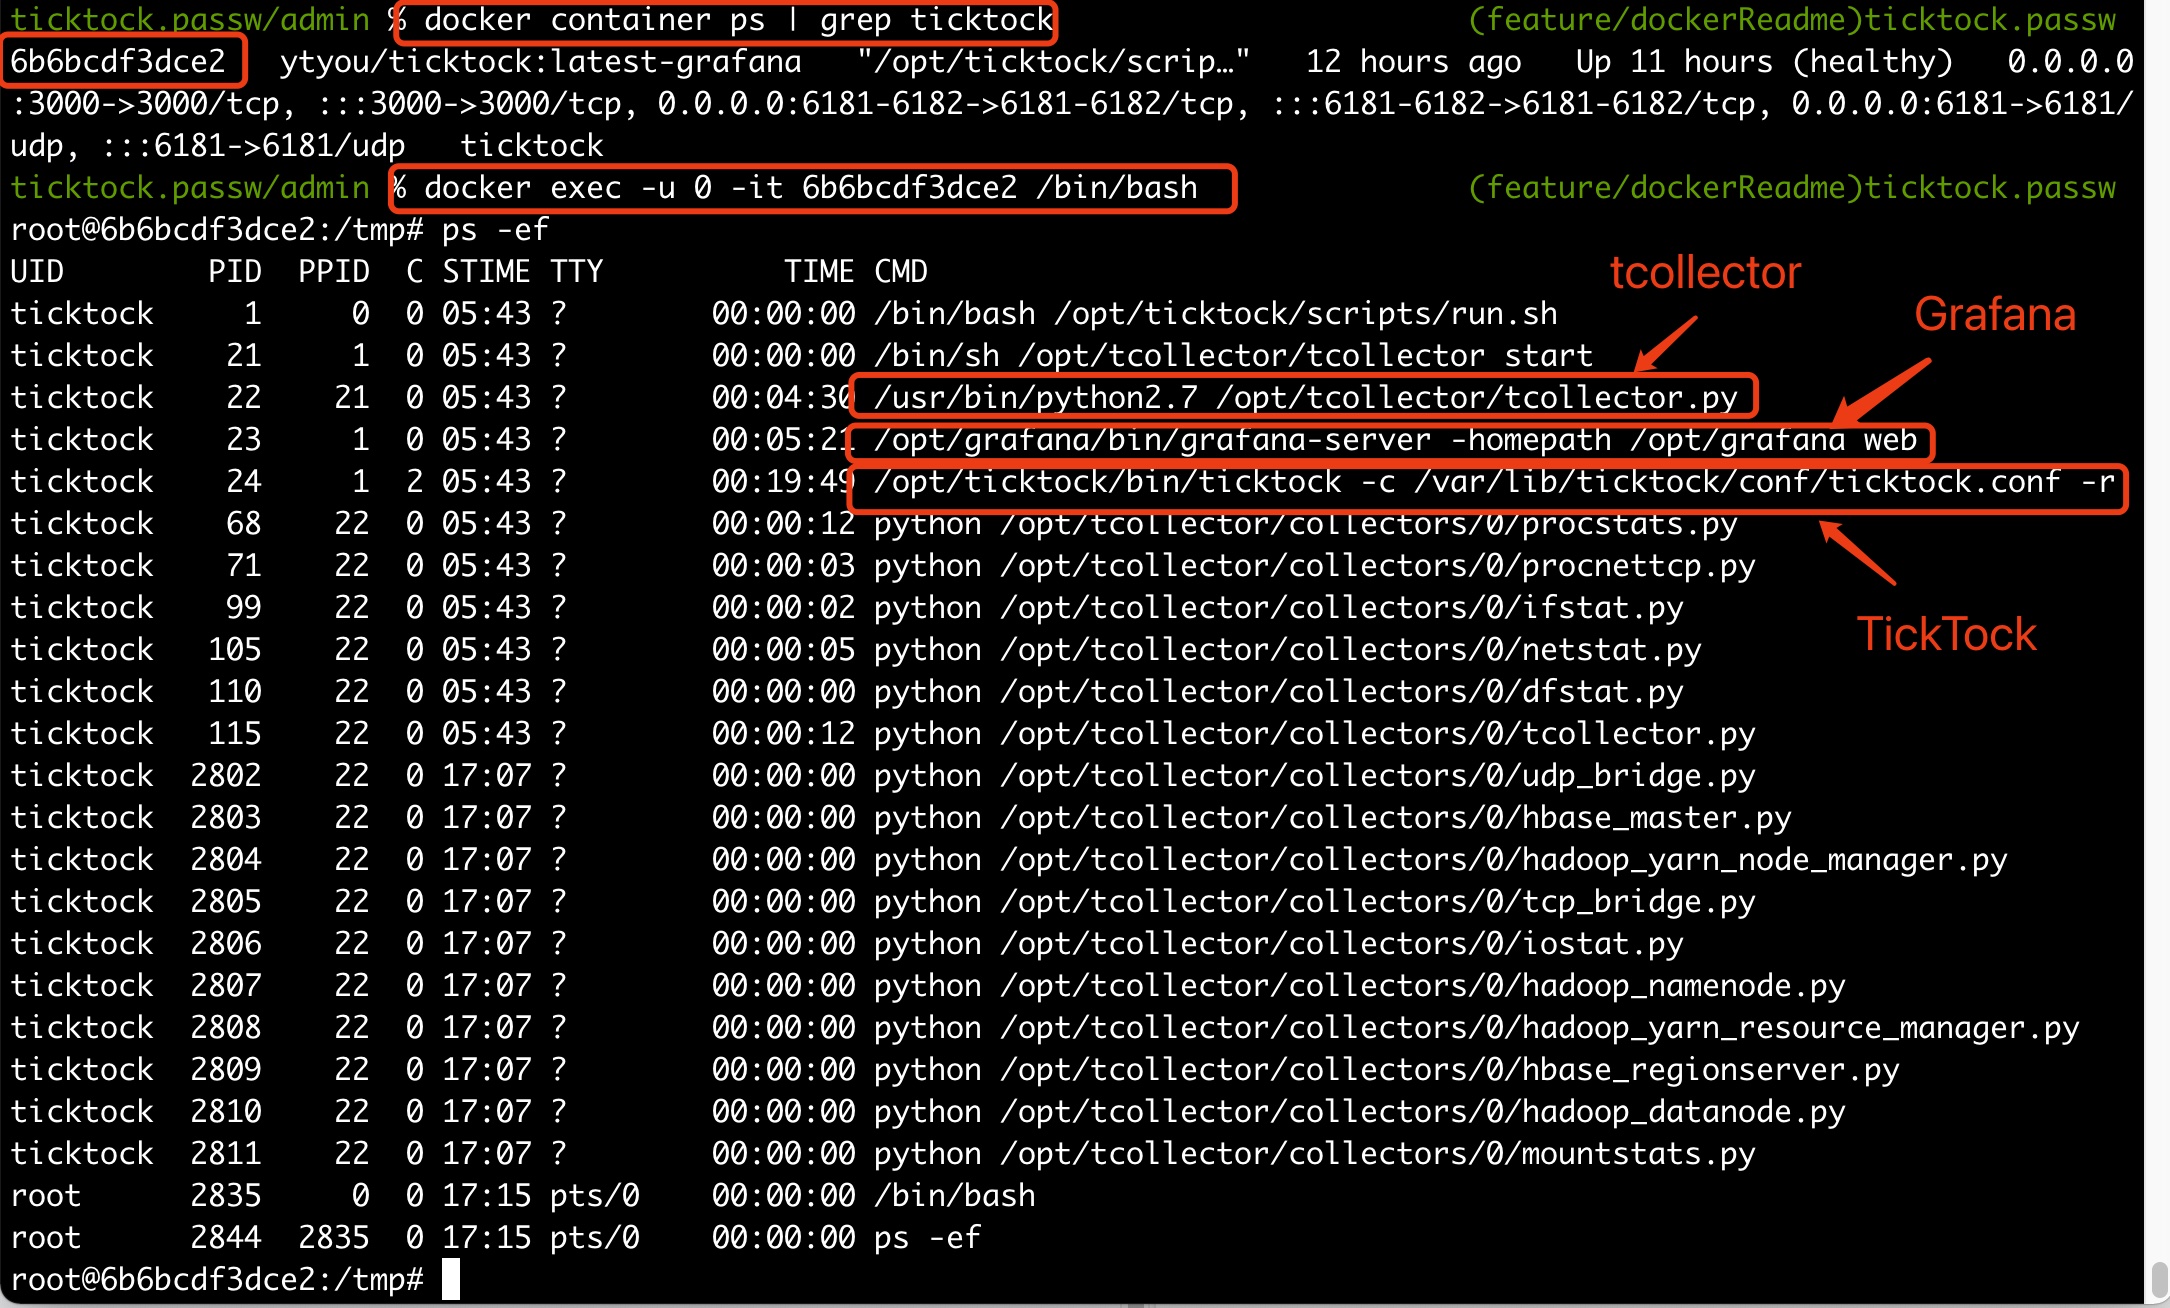 ticktock.passw/admin % docker container ps | grep ticktock (feature/dockerReadme)ticktock.passw
6b6bcdf3dce2 ytyou/ticktock:latest-grafana "/opt/ticktock/scrip…" 12 hours ago Up 11 hours (healthy) 0.0.0.0
:3000->3000/tcp, :::3000->3000/tcp, 0.0.0.0:6181-6182->6181-6182/tcp, :::6181-6182->6181-6182/tcp, 0.0.0.0:6181->6181/
udp, :::6181->6181/udp ticktock
ticktock.passw/admin % docker exec -u 0 -it 6b6bcdf3dce2 /bin/bash (feature/dockerReadme)ticktock.passw
root@6b6bcdf3dce2:/tmp# ps -ef
UID PID PPID C STIME TTY TIME CMD
tcollector
Grafana
ticktock 1 0 0 05:43 ? 00:00:00 /bin/bash /opt/ticktock/scripts/run.sh
ticktock 21 1 0 05:43 ? 00:00:00 /bin/sh /opt/tcollector/tcollector start
ticktock 22 21 0 05:43 ? 00:04:30 /usr/bin/python2.7 /opt/tcollector/tcollector.py
ticktock 23 1 0 05:43 ? 00:05:21 /opt/grafana/bin/grafana-server -homepath /opt/grafana web
ticktock 24 1 2 05:43 ? 00:19:49 /opt/ticktock/bin/ticktock -c /var/lib/ticktock/conf/ticktock.conf -r
ticktock 68 22 0 05:43 ? 00:00:12 python /opt/tcollector/collectors/0/procstats.py
ticktock 71 22 0 05:43 ? 00:00:03 python /opt/tcollector/collectors/0/procnettcp.py
ticktock 99 22 0 05:43 ? 00:00:02 python /opt/tcollector/collectors/0/ifstat.py
TickTock
ticktock 105 22 0 05:43 ? 00:00:05 python /opt/tcollector/collectors/0/netstat.py
ticktock 110 22 0 05:43 ? 00:00:00 python /opt/tcollector/collectors/0/dfstat.py
ticktock 115 22 0 05:43 ? 00:00:12 python /opt/tcollector/collectors/0/tcollector.py
ticktock 2802 22 0 17:07 ? 00:00:00 python /opt/tcollector/collectors/0/udp_bridge.py
ticktock 2803 22 0 17:07 ? 00:00:00 python /opt/tcollector/collectors/0/hbase_master.py
ticktock 2804 22 0 17:07 ? 00:00:00 python /opt/tcollector/collectors/0/hadoop_yarn_node_manager.py
ticktock 2805 22 0 17:07 ? 00:00:00 python /opt/tcollector/collectors/0/tcp_bridge.py
ticktock 2806 22 0 17:07 ? 00:00:00 python /opt/tcollector/collectors/0/iostat.py
ticktock 2807 22 0 17:07 ? 00:00:00 python /opt/tcollector/collectors/0/hadoop_namenode.py
ticktock 2808 22 0 17:07 ? 00:00:00 python /opt/tcollector/collectors/0/hadoop_yarn_resource_manager.py
ticktock 2809 22 0 17:07 ? 00:00:00 python /opt/tcollector/collectors/0/hbase_regionserver.py
ticktock 2810 22 0 17:07 ? 00:00:00 python /opt/tcollector/collectors/0/hadoop_datanode.py
ticktock 2811 22 0 17:07 ? 00:00:00 python /opt/tcollector/collectors/0/mountstats.py
root 2835 0 0 17:15 pts/0 00:00:00 /bin/bash
root 2844 2835 0 17:15 pts/0 00:00:00 ps -ef
root@6b6bcdf3dce2:/tmp#